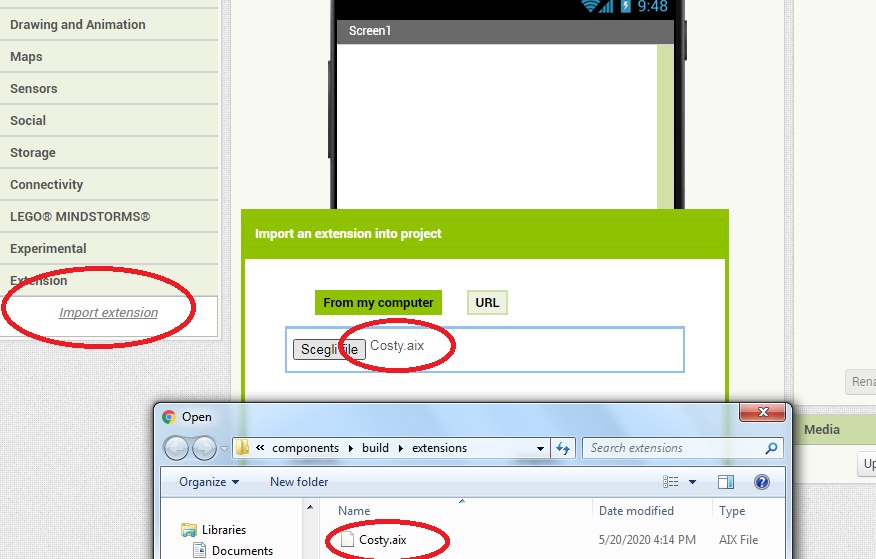 Drawing and Animation
Maps
Sensors
Social
Storage
Connectivity
LEGO® MINDSTORMS®
Experimental
Extension
Import extension
9:48
Screen1
Import an extension into project
From my computer
URL
Scegli file
Costy.aix
Open
« components build extensions
Search extensions
Organize
New folder
Name
Date modified
Type
Libraries
Documents
Costy.aix
5/20/2020 4:14 PM
AIX File
Rena
Media
Up